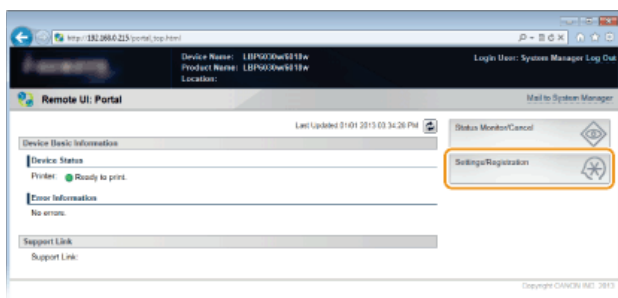 http://192.168.0.215/portal_top.html
Device Name: LBP6030w/6018w
Product Name: LBP6030w/6018w
Location:
Login User: System Manager Log Out
Remote UI: Portal
Mail to System Manager
Last Updated 01/01 2013 03:34:26 PM
Device Basic Information
Device Status
Printer: Ready to print.
Error Information
No errors.
Support Link
Support Link:
Status Monitor/Cancel
Settings/Registration
Copyright CANON INC. 2013